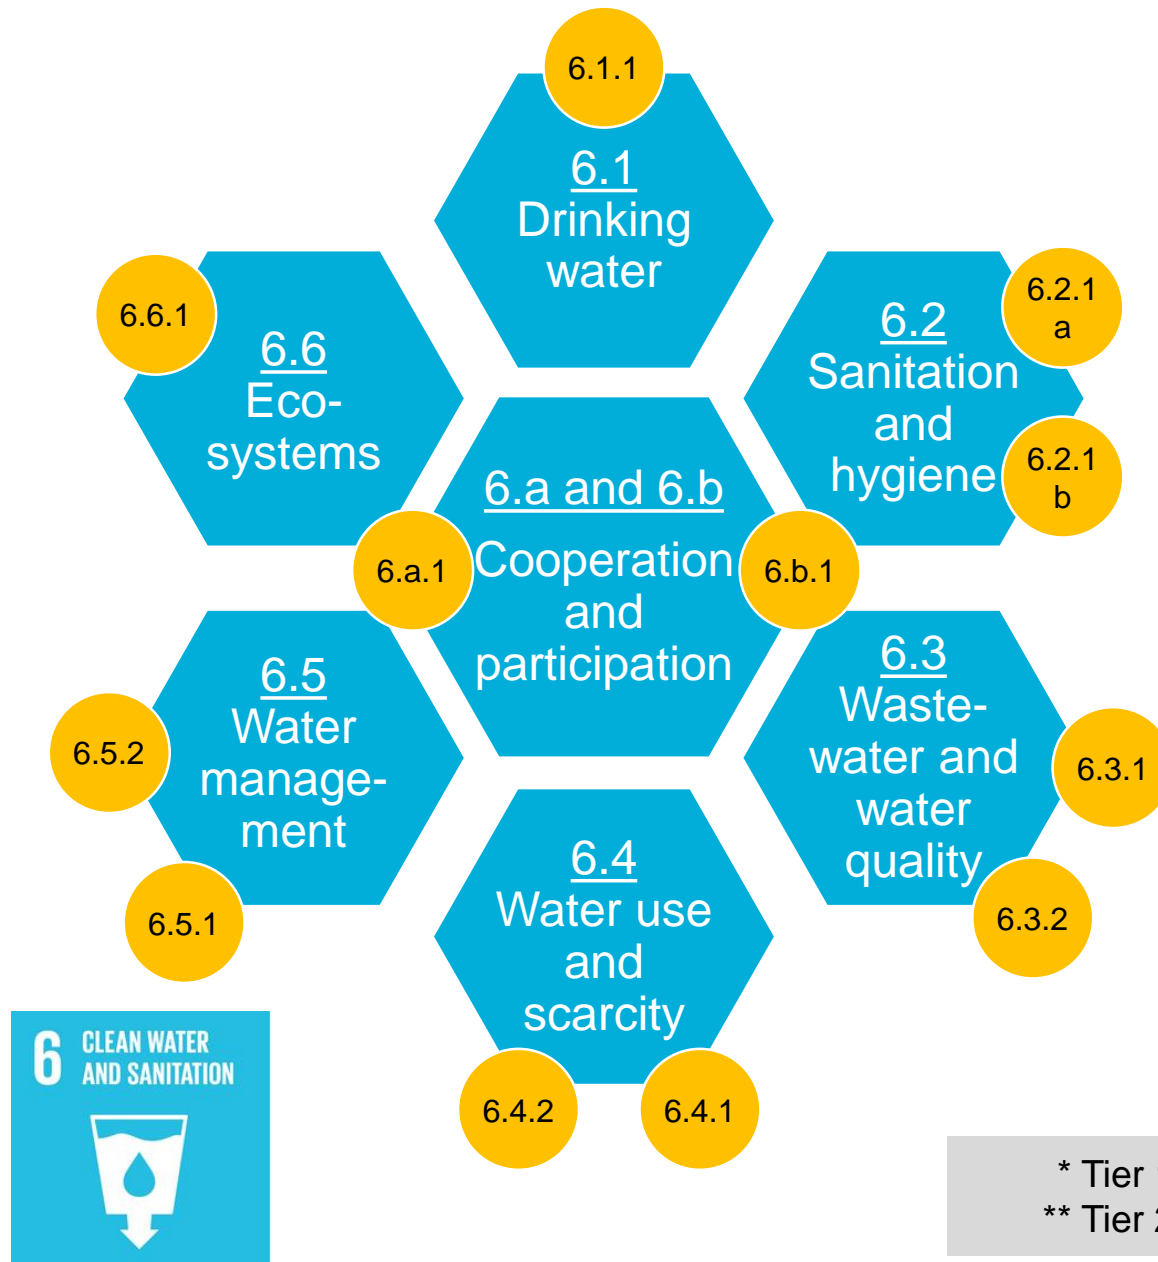 6.1.1
6.1
Drinking
water
6.6.1
6.6
Eco-
systems
6.2.1
a
6.2
Sanitation
and
hygiene
6.2.1
b
6.a and 6.b
Cooperation
and
participation
6.a.1
6.b.1
6.5
Water
manage-
ment
6.5.2
6.5.1
6.3
Waste-
water and
water
quality
6.3.1
6.3.2
6.4
Water use
and
scarcity
6.4.2
6.4.1
6 CLEAN WATER
AND SANITATION
* Tier
** Tier 2